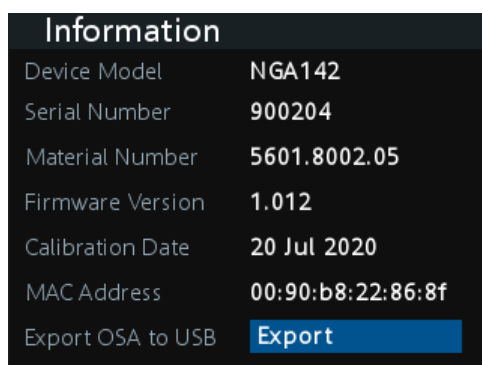 Information
Device Model NGA142
Serial Number 900204
Material Number 5601.8002.05
Firmware Version 1.012
Calibration Date 20 Jul 2020
MAC Address 00:90:b8:22:86:8f
Export OSA to USB Export